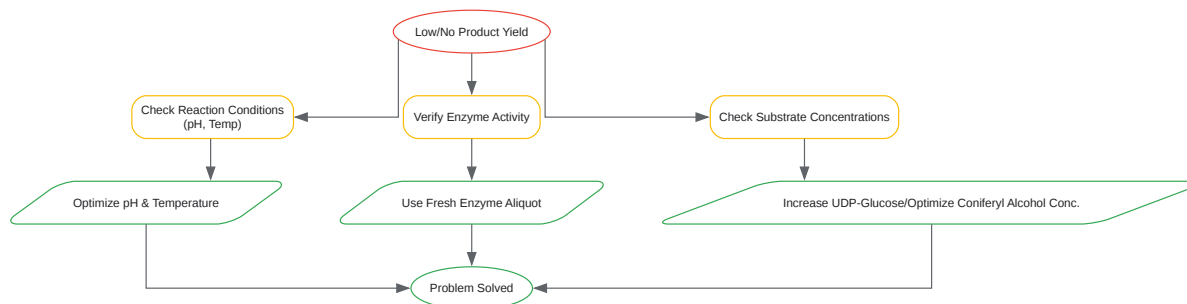 Low/No Product Yield
Check Reaction Conditions
(pH, Temp)
Verify Enzyme Activity
Check Substrate Concentrations
Optimize pH & Temperature
Use Fresh Enzyme Aliquot
Increase UDP-Glucose/Optimize Coniferyl Alcohol Conc.
Problem Solved